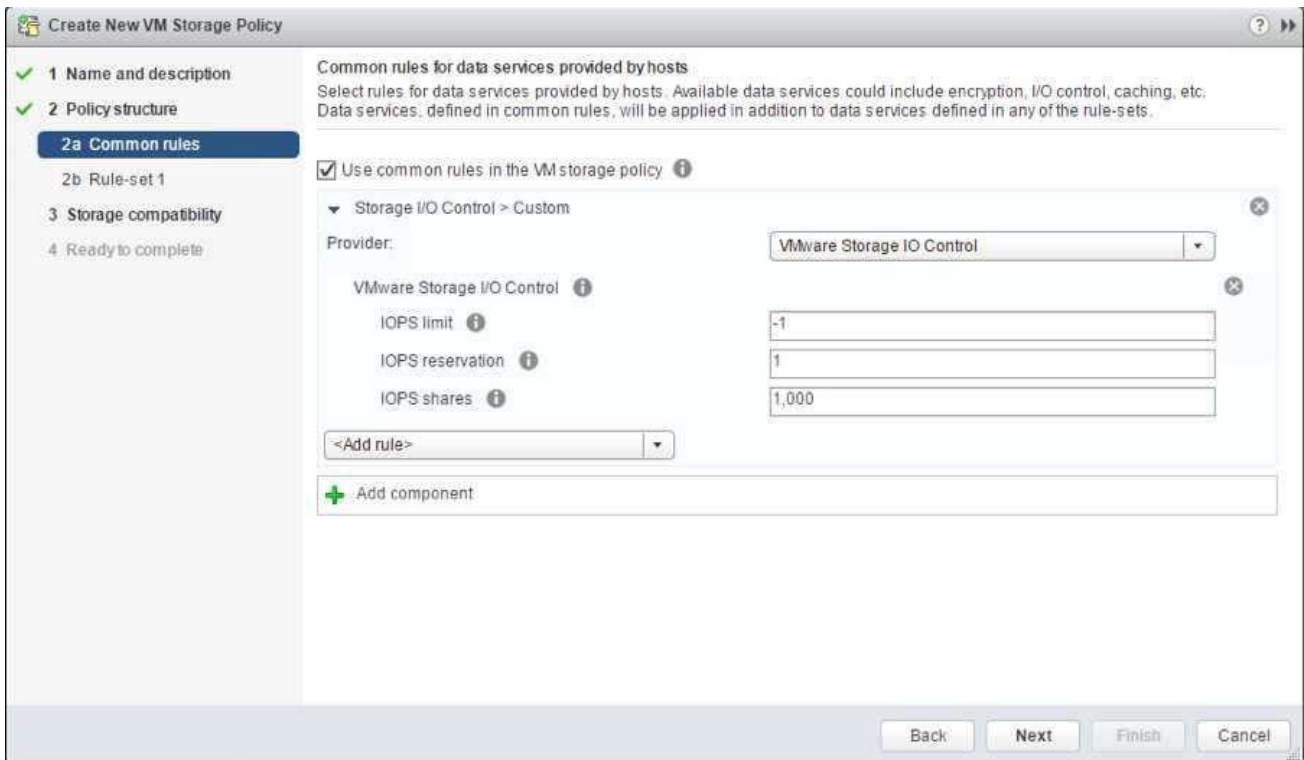 Create New VM Storage Policy
1 Name and description
2 Policy structure
2a Common rules
2b Rule-set 1
3 Storage compatibility
4 Ready to complete
Common rules for data services provided by hosts
Select rules for data services provided by hosts. Available data services could include encryption, I/O control, caching, etc.
Data services, defined in common rules, will be applied in addition to data services defined in any of the rule-sets.
Use common rules in the VM storage policy
Storage I/O Control > Custom
Provider:
VMware Storage IO Control
VMware Storage I/O Control
IOPS limit
-1
IOPS reservation
1
IOPS shares
1,000
<Add rule>
Add component
Back
Next
Finish
Cancel